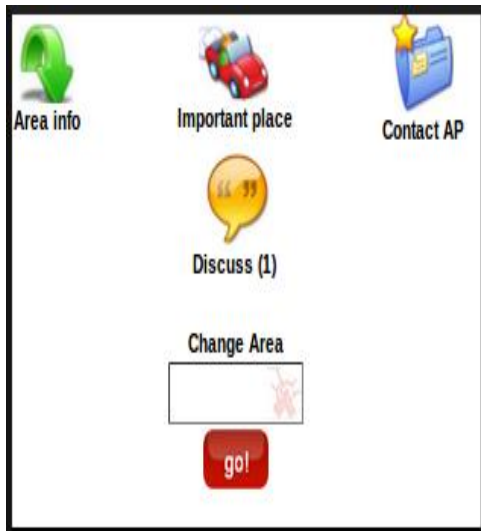 Area info
Important place
Contact AP
Discuss (1)
Change Area
go!